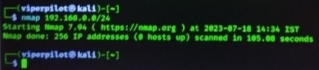 ┌──(viperpilot㉿kali)-[~]
└─$ nmap 192.168.0.0/24
Starting Nmap 7.94 ( https://nmap.org ) at 2023-07-18 14:34 IST
Nmap done: 256 IP addresses (0 hosts up) scanned in 105.08 seconds
┌──(viperpilot㉿kali)-[~]
└─$